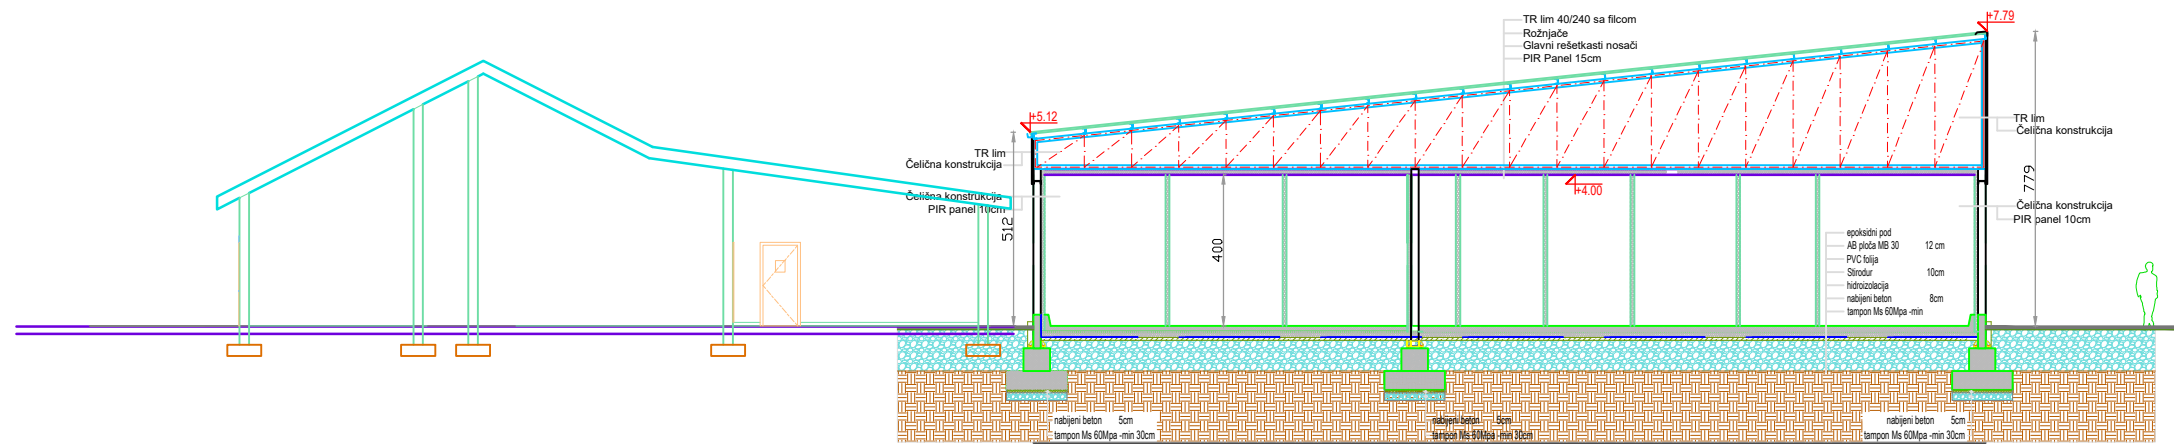 TR lim 40/240 sa filcom
Rožnjače
Glavni rešetkasti nosači
PIR Panel 15cm
+7.79
+5.12
TR lim
Čelična konstrukcija
TR lim
Čelična konstrukcija
779
+4.00
Čelična konstrukcija
PIR panel 10cm
Čelična konstrukcija
PIR panel 10cm
512
400
epoksidni pod
AB ploča MB 30 12 cm
PVC folija
Stirodur 10cm
hidroizolacija
nabijeni beton 8cm
tampon Ms 60Mpa -min
nabijeni beton 5cm
tampon Ms 60Mpa -min 30cm
nabijeni beton 5cm
tampon Ms 60Mpa -min 30cm
nabijeni beton 5cm
tampon Ms 60Mpa -min 30cm